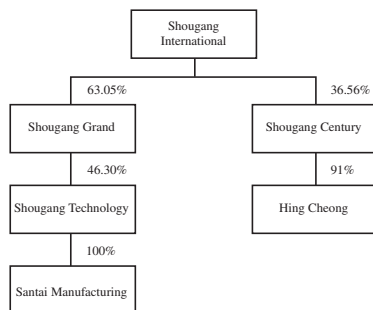 Shougang
International
63.05%
36.56%
Shougang Grand
Shougang Century
46.30%
91%
Shougang Technology
Hing Cheong
100%
Santai Manufacturing